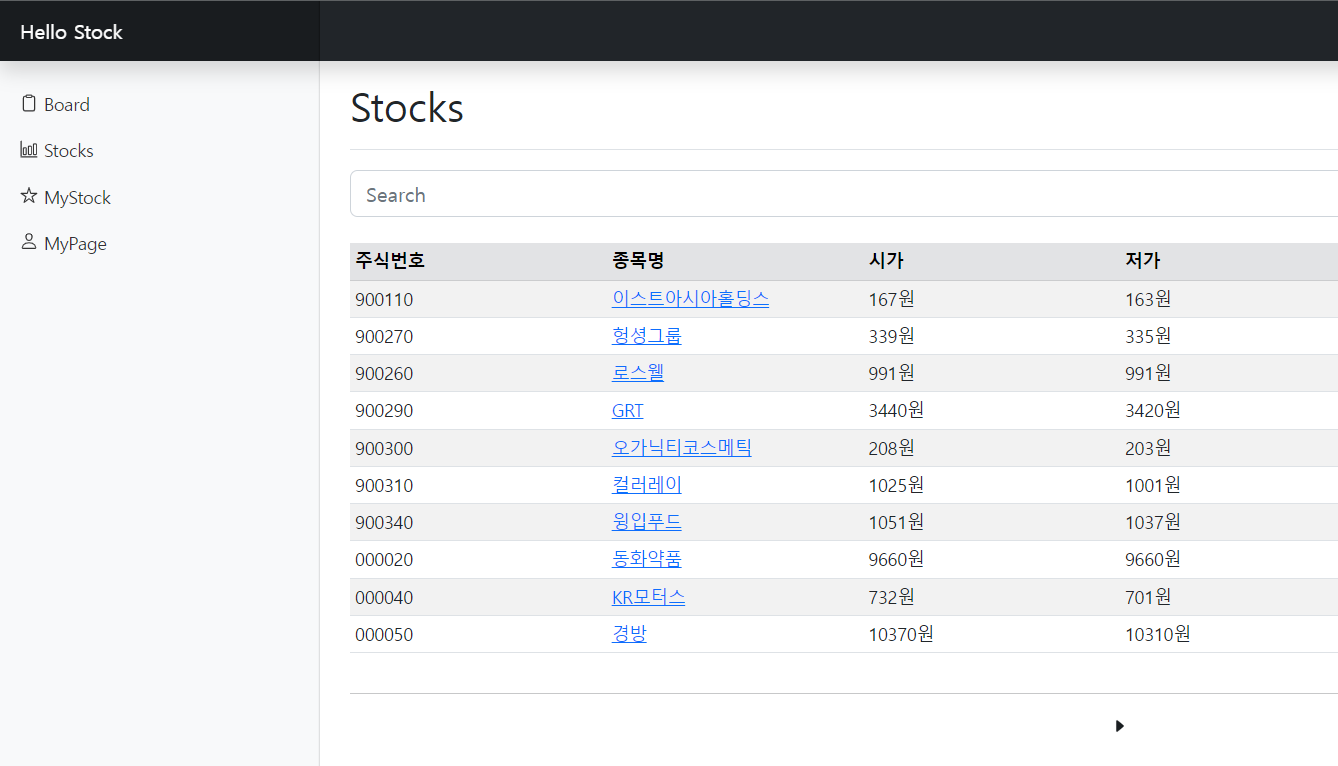 Hello Stock
Board
Stocks
MyStock
MyPage
Stocks
Search
주식번호 종목명 시가 저가
900110 이스트아시아홀딩스 167원 163원
900270 헝셩그룹 339원 335원
900260 로스웰 991원 991원
900290 GRT 3440원 3420원
900300 오가닉티코스메틱 208원 203원
900310 컬러레이 1025원 1001원
900340 윙입푸드 1051원 1037원
000020 동화약품 9660원 9660원
000040 KR모터스 732원 701원
000050 경방 10370원 10310원